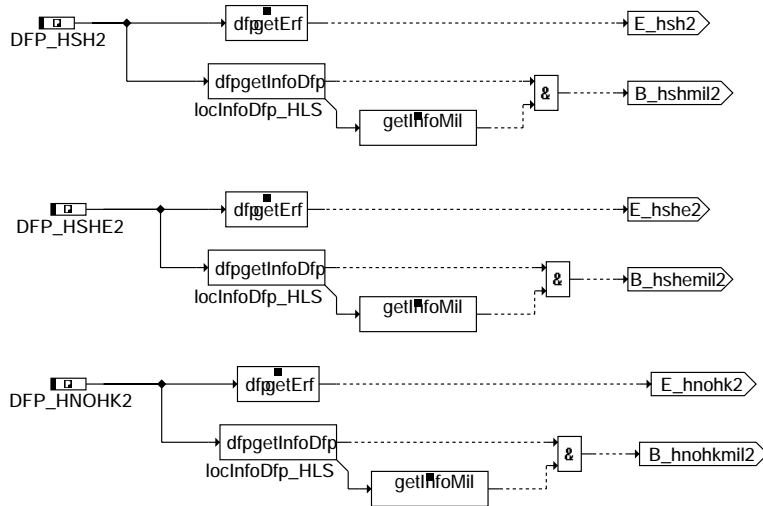 dfpgetErf E_hsh2
DFP_HSH2
dfpgetInfoDfp & B_hshmil2
locInfoDfp_HLS
getInfoMil
dfpgetErf E_hshe2
DFP_HSHE2
dfpgetInfoDfp & B_hshemil2
locInfoDfp_HLS
getInfoMil
dfpgetErf E_hnohk2
DFP_HNOHK2
dfpgetInfoDfp & B_hnohkmil2
locInfoDfp_HLS
getInfoMil